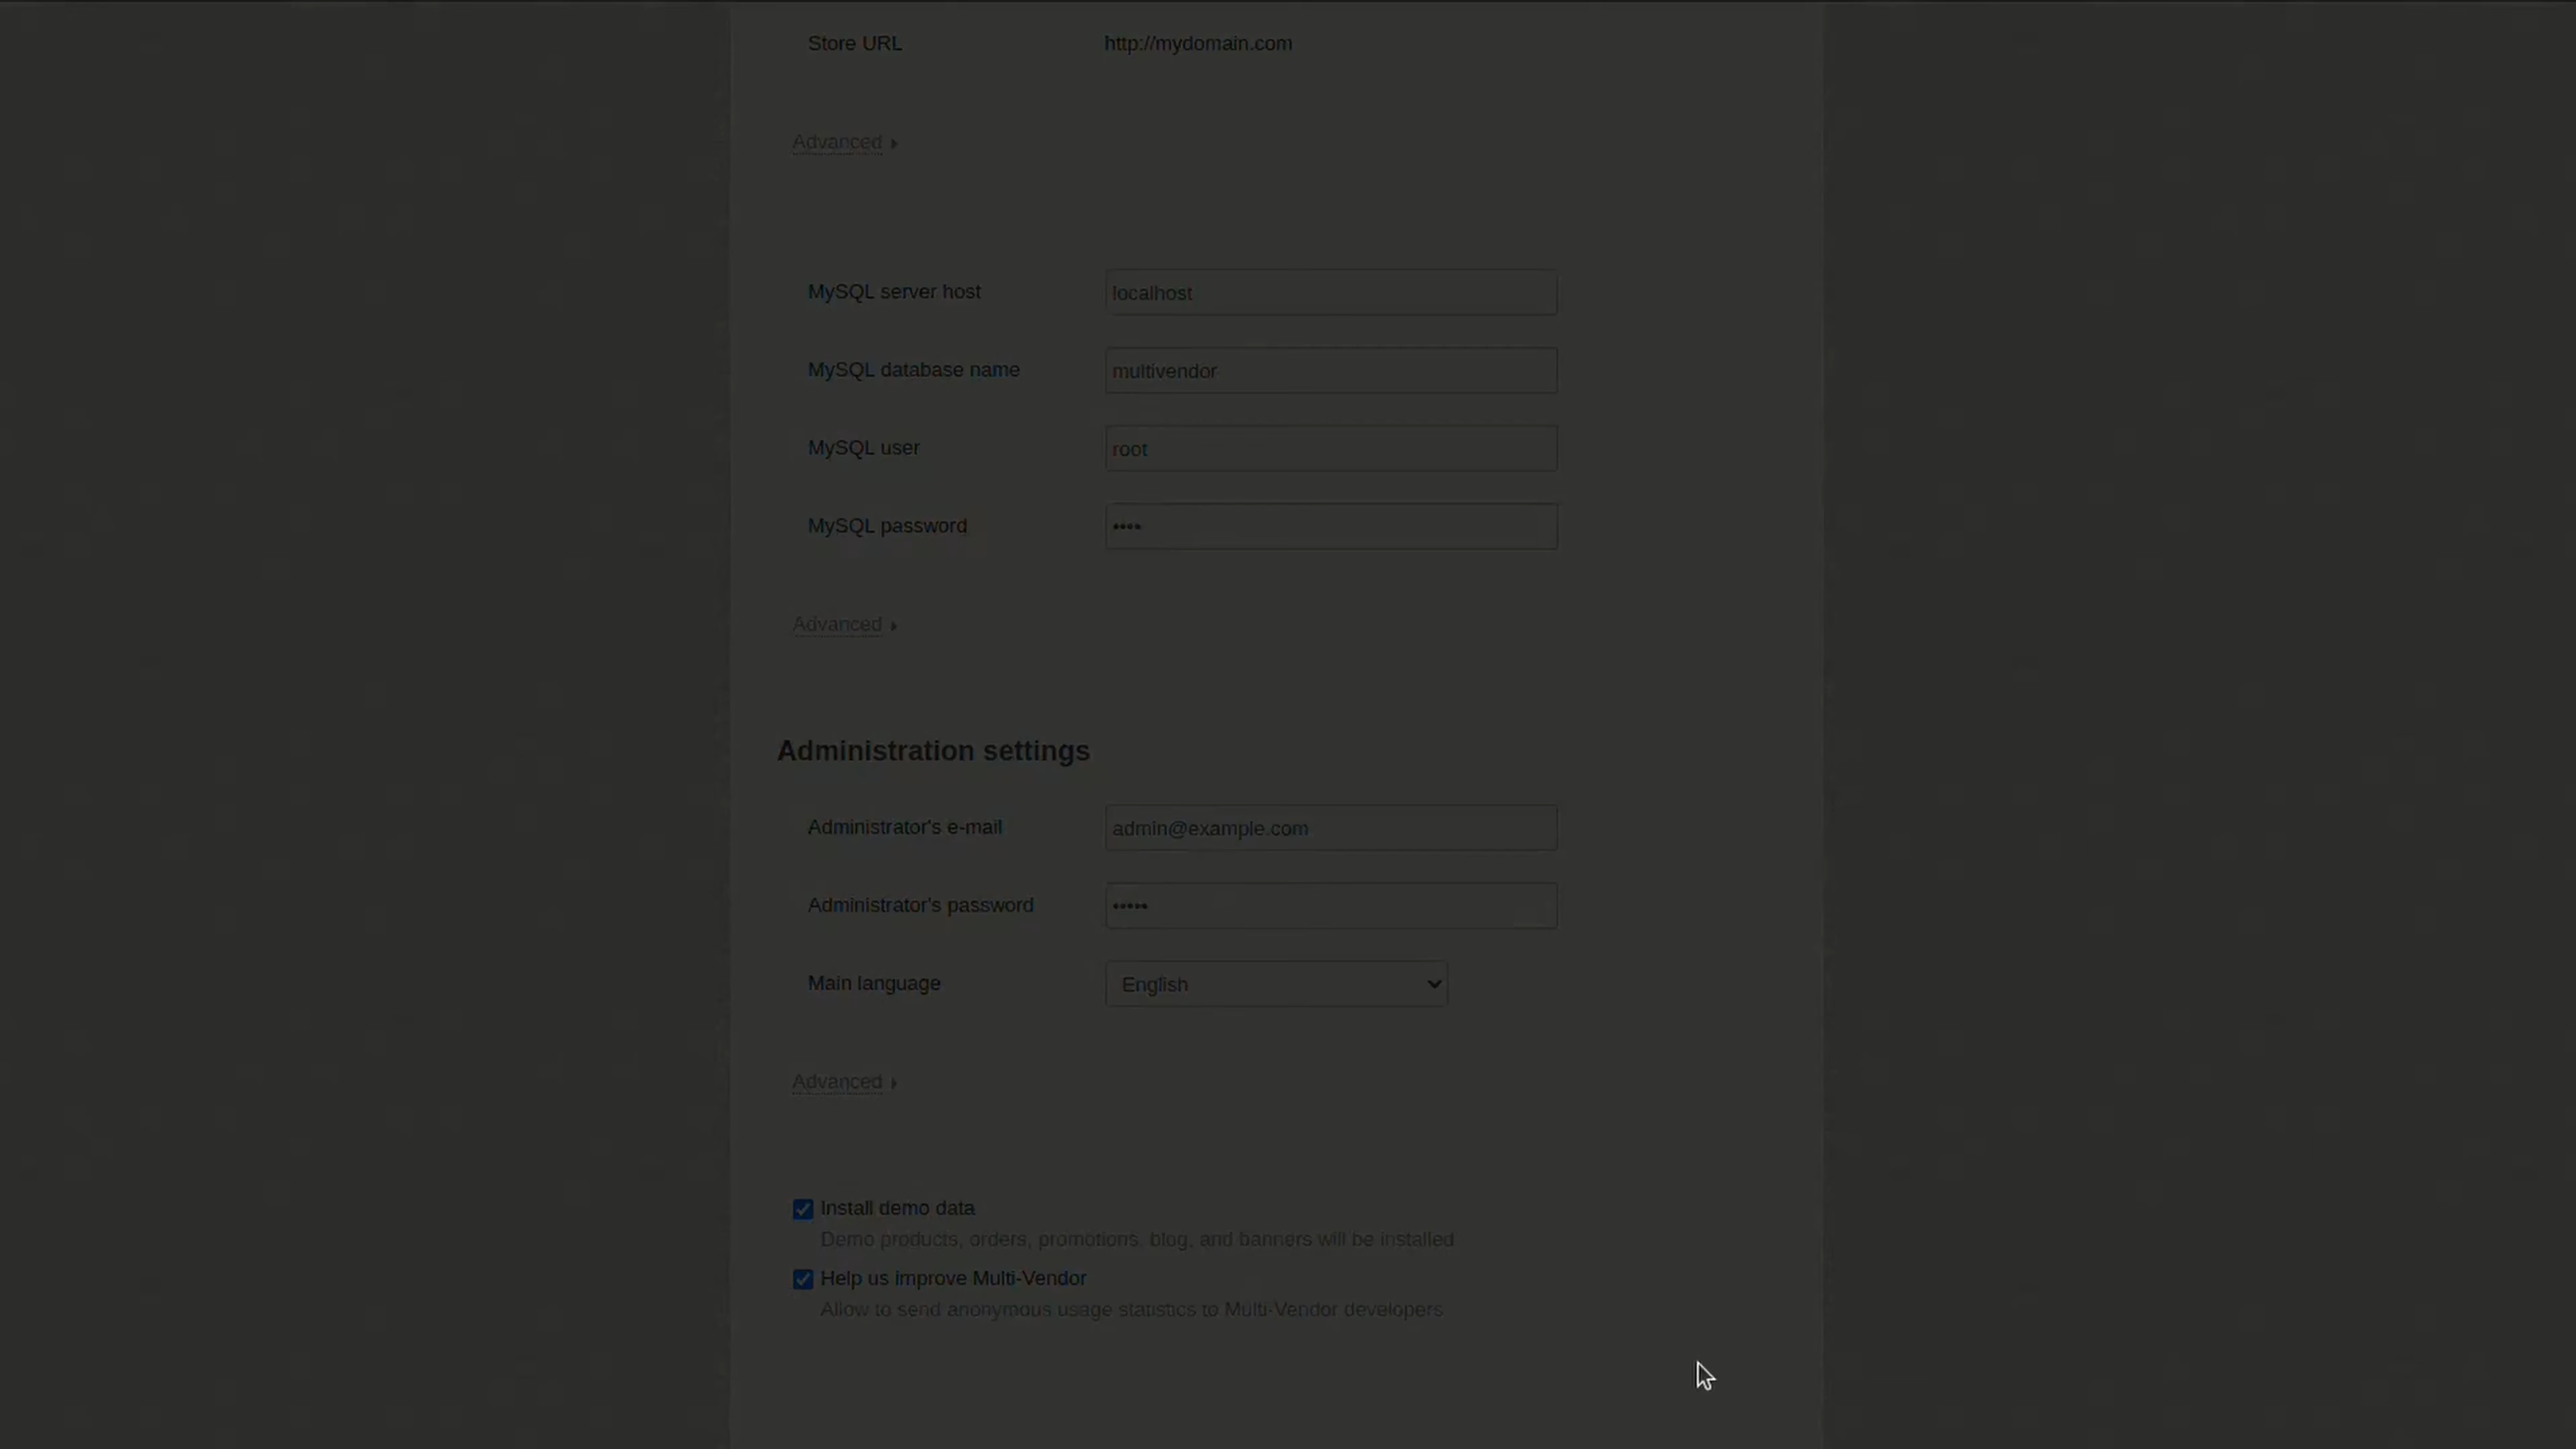 Store URL http://mydomain.com
Advanced
MySQL server host localhost
MySQL database name multivendor
MySQL user root
MySQL password ••••
Advanced
Administration settings
Administrator's e-mail admin@example.com
Administrator's password •••••
Main language English
Advanced
Install demo data
Demo products, orders, promotions, blog, and banners will be installed
Help us improve Multi-Vendor
Allow to send anonymous usage statistics to Multi-Vendor developers